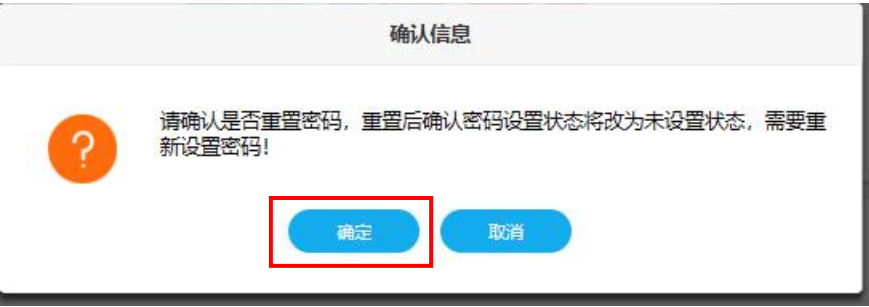 确认信息
请确认是否重置密码，重置后确认密码设置状态将改为未设置状态，需要重
新设置密码！
?
确定 取消